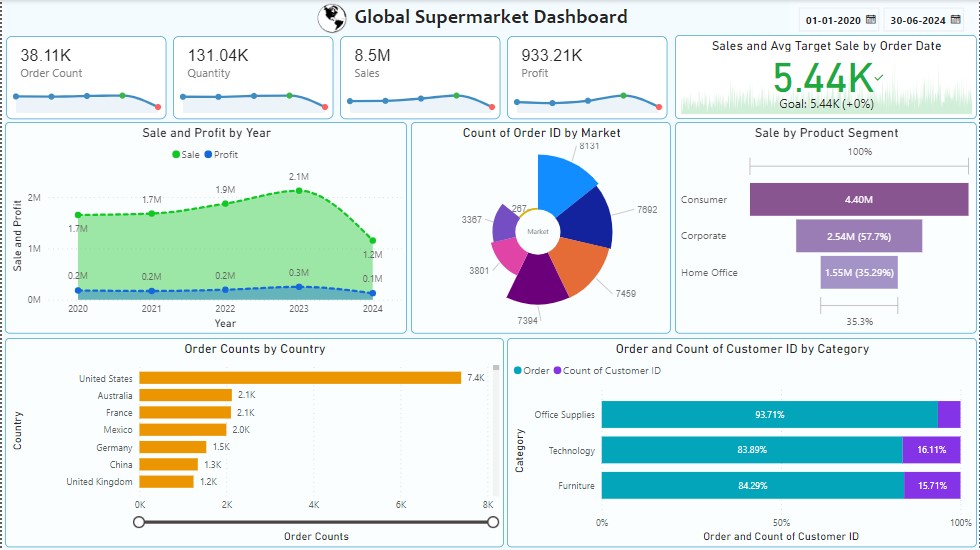 Global Supermarket Dashboard
01-01-2020
30-06-2024
38.11K
Order Count
131.04K
Quantity
8.5M
Sales
933.21K
Profit
Sales and Avg Target Sale by Order Date
5.44K
Goal: 5.44K (+0%)
Sale and Profit by Year
Sale Profit
Sale and Profit
2M
1M
0M
1.7M
1.7M
1.9M
2.1M
1.2M
0.2M
0.2M
0.2M
0.3M
0.1M
2020 2021 2022 2023 2024
Year
Count of Order ID by Market
8131
7692
7459
7394
3801
3367
267
Market
Sale by Product Segment
100%
Consumer 4.40M
Corporate 2.54M (57.7%)
Home Office 1.55M (35.29%)
35.3%
Order Counts by Country
Country
United States 7.4K
Australia 2.1K
France 2.1K
Mexico 2.0K
Germany 1.5K
China 1.3K
United Kingdom 1.2K
0K 2K 4K 6K 8K
Order Counts
Order and Count of Customer ID by Category
Order Count of Customer ID
Category
Office Supplies 93.71%
Technology 83.89% 16.11%
Furniture 84.29% 15.71%
0% 50% 100%
Order and Count of Customer ID